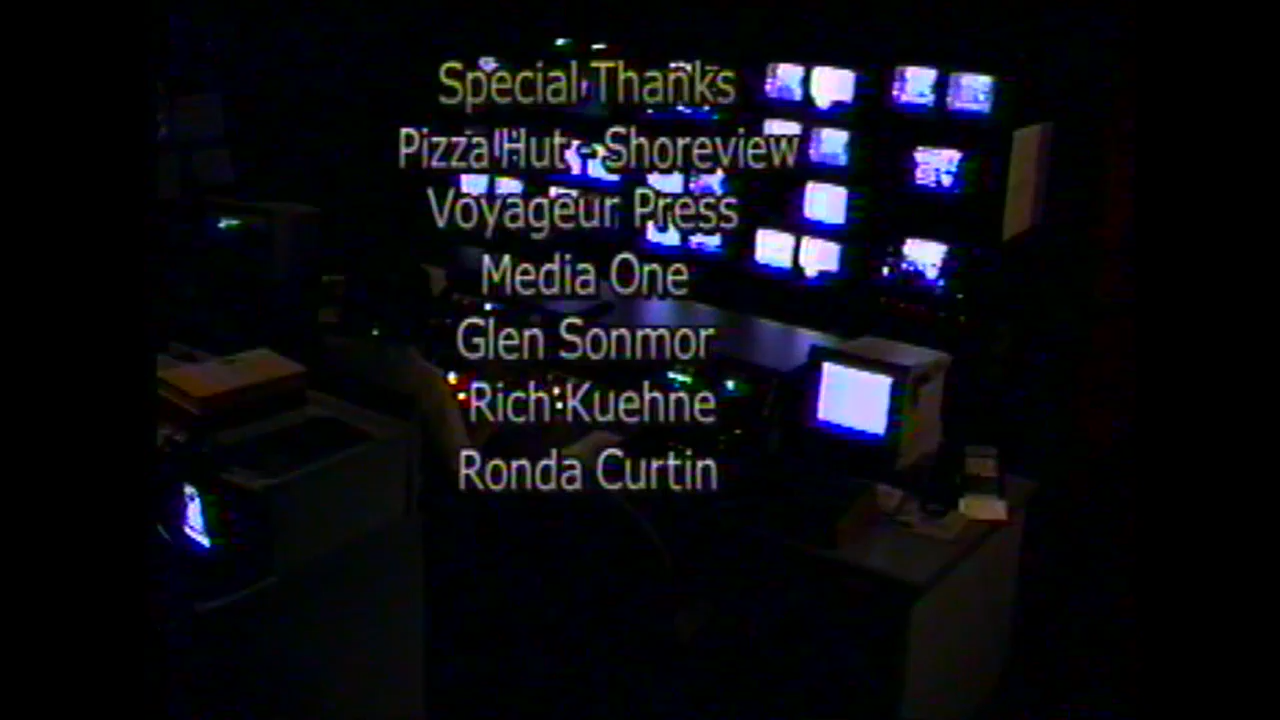 Special Thanks
Pizza Hut - Shoreview
Voyageur Press
Media One
Glen Sonmor
Rich Kuehne
Ronda Curtin